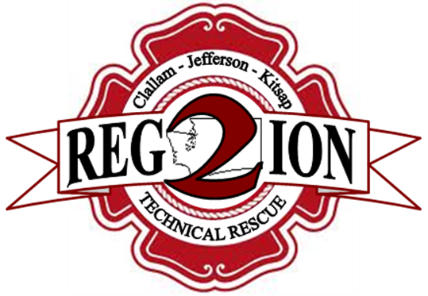 Clallam - Jefferson - Kitsap
REG2ION
TECHNICAL RESCUE